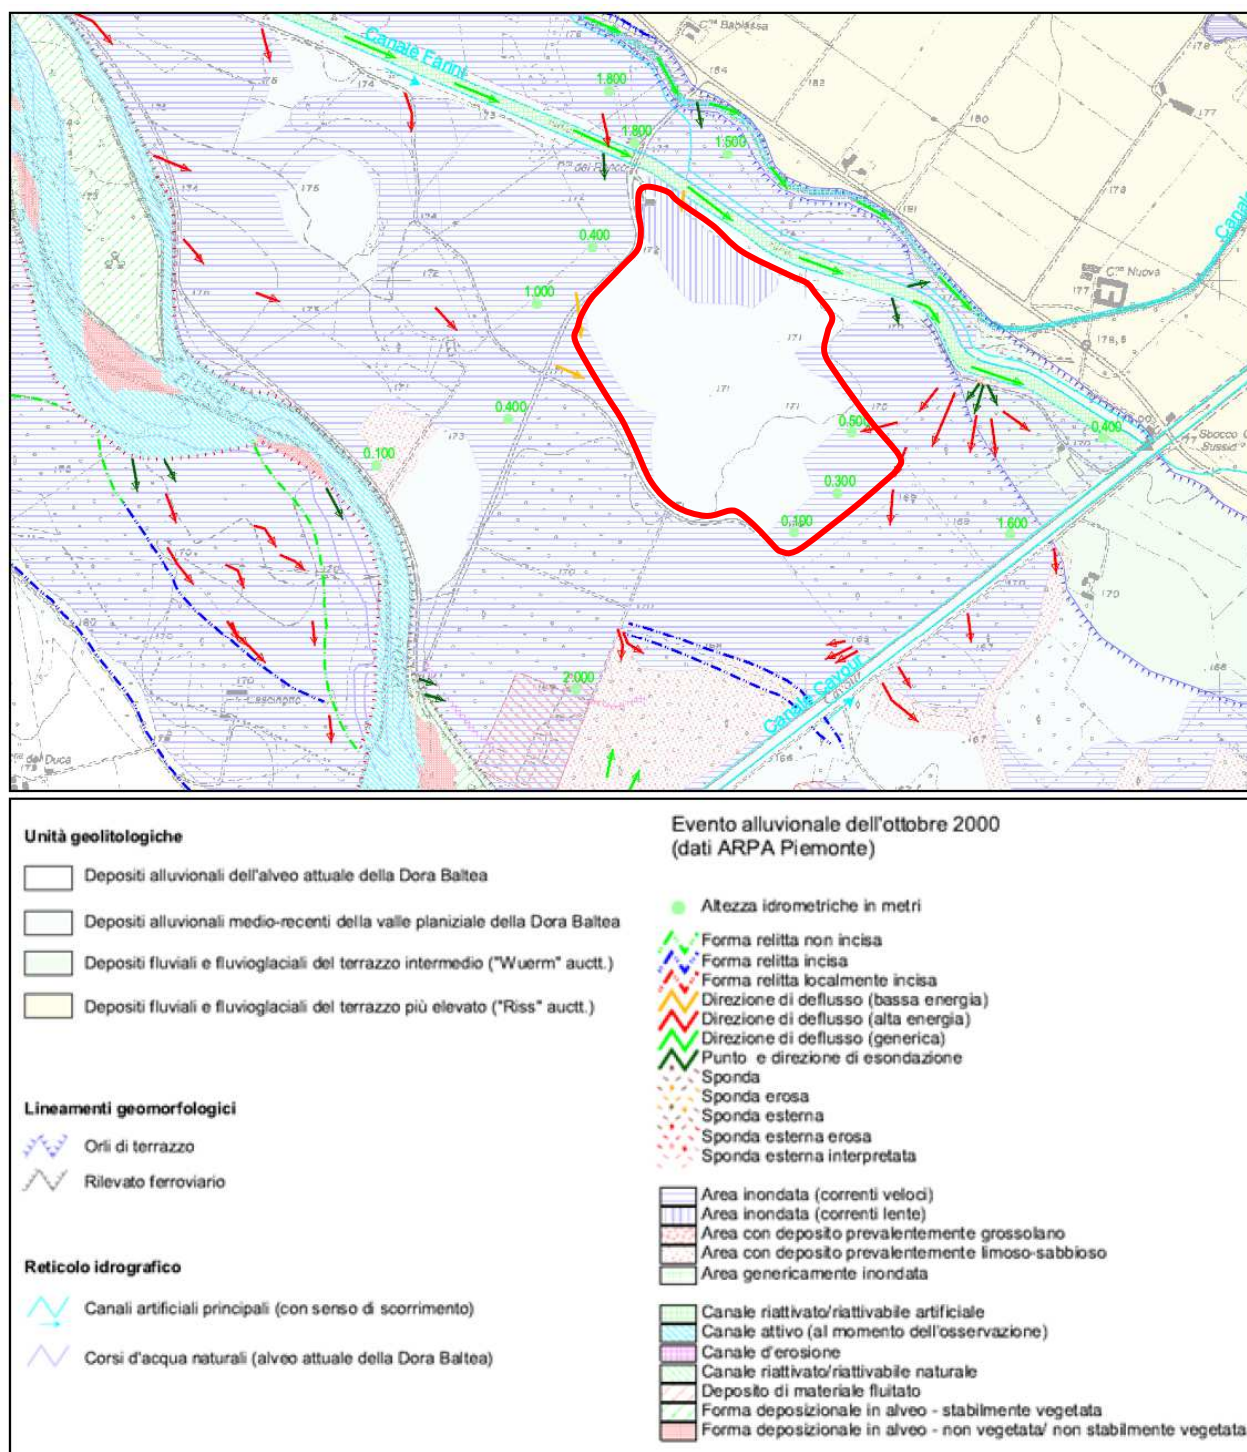 Canale Farini
C.na Bablassa
1.800
1.800
1.500
0.400
1.000
0.400
0.100
0.500
0.300
0.100
1.600
0.400
2.000
C.na Nuova
178,5
Sbocco C
Sussid
Canale
Canale Cavour
Cascinotto
del Duca
Unità geolitologiche
Depositi alluvionali dell'alveo attuale della Dora Baltea
Depositi alluvionali medio-recenti della valle planiziale della Dora Baltea
Depositi fluviali e fluvioglaciali del terrazzo intermedio ("Wuerm" auctt.)
Depositi fluviali e fluvioglaciali del terrazzo più elevato ("Riss" auctt.)
Lineamenti geomorfologici
Orli di terrazzo
Rilevato ferroviario
Reticolo idrografico
Canali artificiali principali (con senso di scorrimento)
Corsi d'acqua naturali (alveo attuale della Dora Baltea)
Evento alluvionale dell'ottobre 2000
(dati ARPA Piemonte)
Altezza idrometriche in metri
Forma relitta non incisa
Forma relitta incisa
Forma relitta localmente incisa
Direzione di deflusso (bassa energia)
Direzione di deflusso (alta energia)
Direzione di deflusso (generica)
Punto e direzione di esondazione
Sponda
Sponda erosa
Sponda esterna
Sponda esterna erosa
Sponda esterna interpretata
Area inondata (correnti veloci)
Area inondata (correnti lente)
Area con deposito prevalentemente grossolano
Area con deposito prevalentemente limoso-sabbioso
Area genericamente inondata
Canale riattivato/riattivabile artificiale
Canale attivo (al momento dell'osservazione)
Canale d'erosione
Canale riattivato/riattivabile naturale
Deposito di materiale fluitato
Forma deposizionale in alveo - stabilmente vegetata
Forma deposizionale in alveo - non vegetata/ non stabilmente vegetata